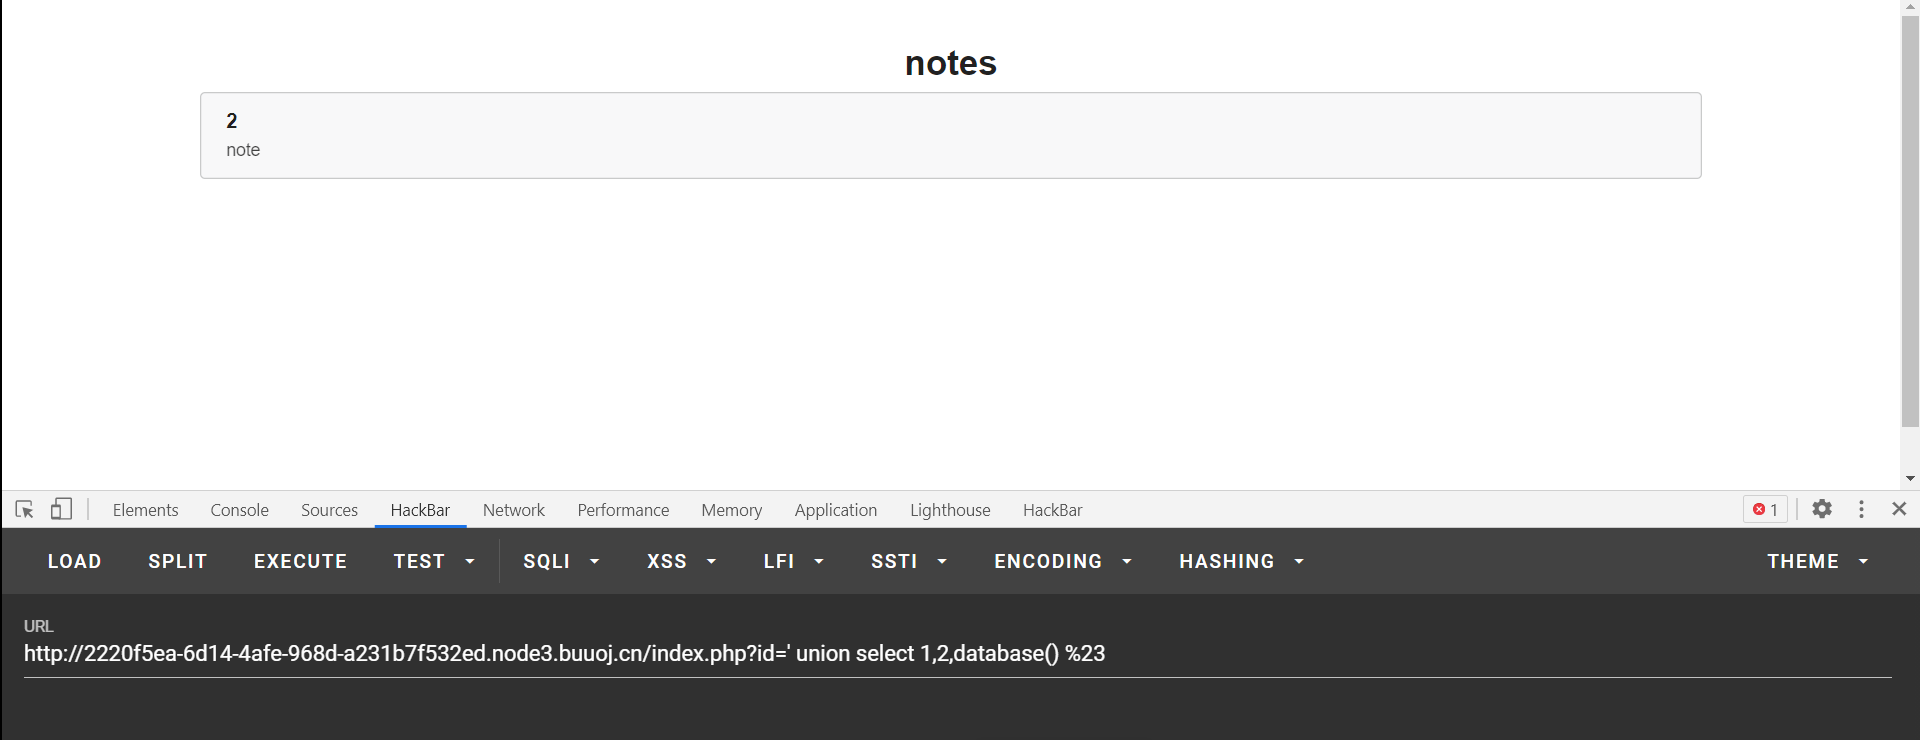 notes
2
note
Elements Console Sources HackBar Network Performance Memory Application Lighthouse HackBar 1
LOAD SPLIT EXECUTE TEST SQLI XSS LFI SSTI ENCODING HASHING THEME
URL
http://2220f5ea-6d14-4afe-968d-a231b7f532ed.node3.buuoj.cn/index.php?id=' union select 1,2,database() %23